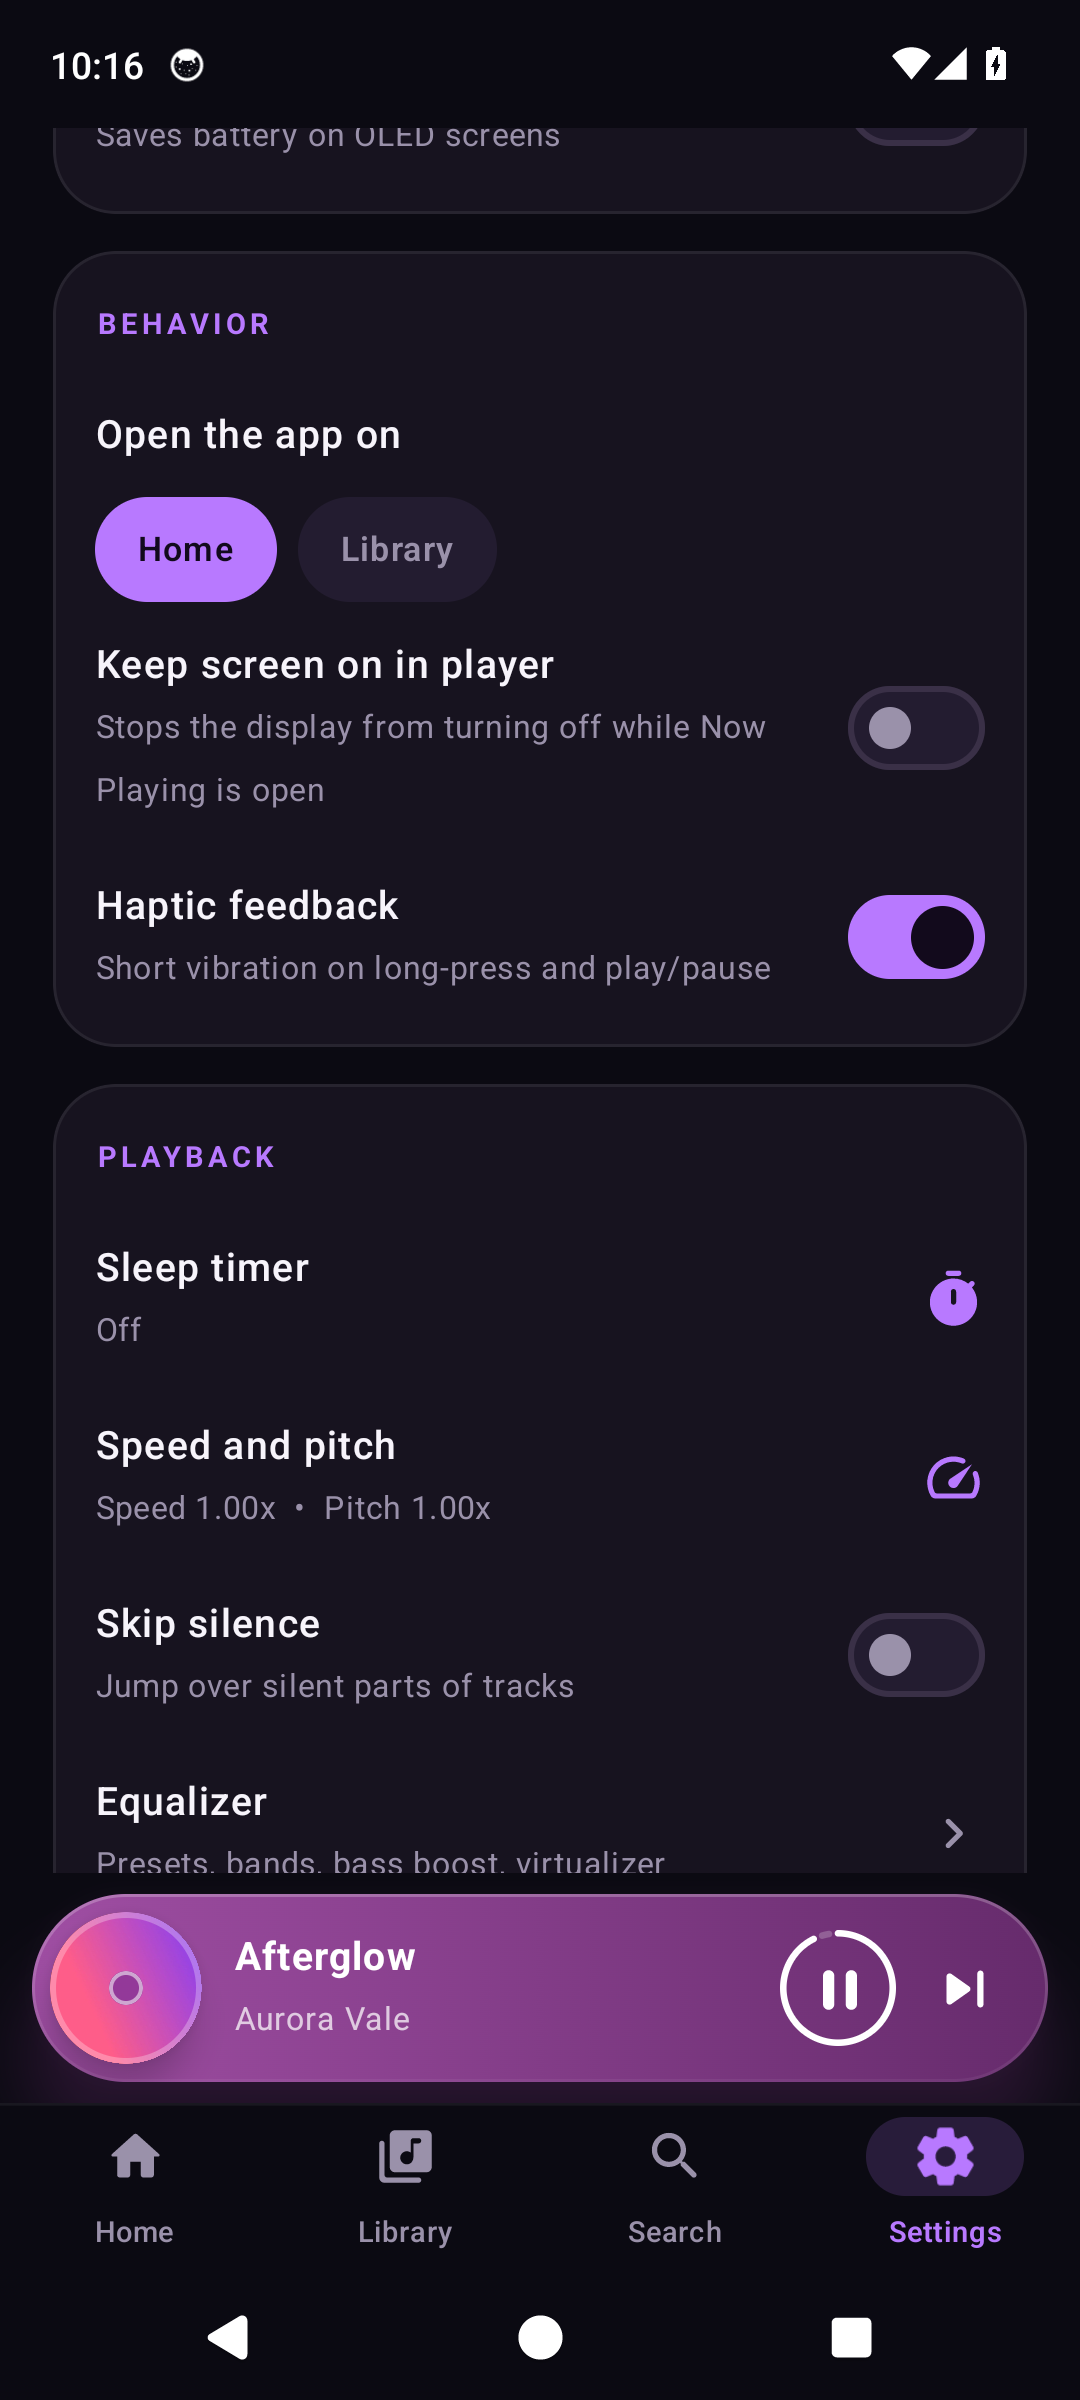 10:16
Saves battery on OLED screens
BEHAVIOR
Open the app on
Home
Library
Keep screen on in player
Stops the display from turning off while Now
Playing is open
Haptic feedback
Short vibration on long-press and play/pause
PLAYBACK
Sleep timer
Off
Speed and pitch
Speed 1.00x • Pitch 1.00x
Skip silence
Jump over silent parts of tracks
Equalizer
Presets, bands, bass boost, virtualizer
Afterglow
Aurora Vale
Home
Library
Search
Settings